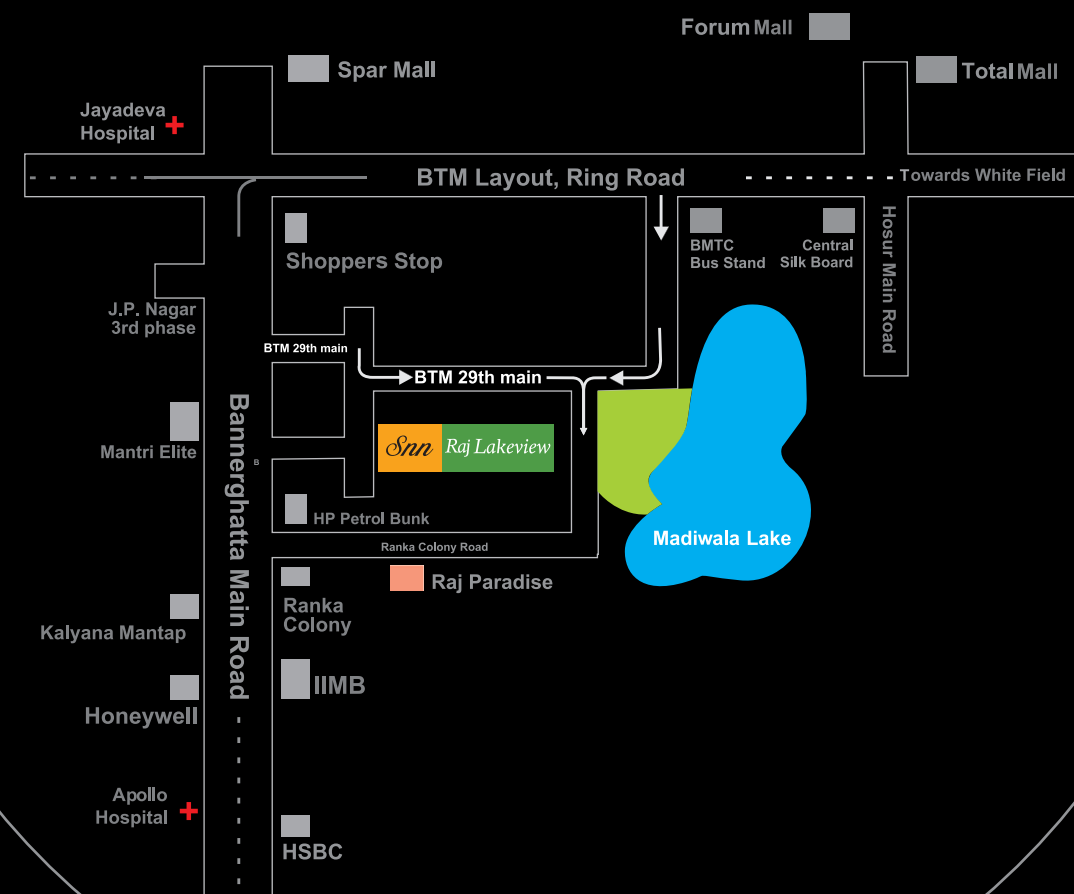 Forum Mall
Spar Mall
Total Mall
Jayadeva
Hospital
BTM Layout, Ring Road
Towards White Field
Shoppers Stop
BMTC
Bus Stand
Central
Silk Board
Hosur Main Road
J.P. Nagar
3rd phase
BTM 29th main
BTM 29th main
Bannerghatta Main Road
Mantri Elite
Snn
Raj Lakeview
B
HP Petrol Bunk
Madiwala Lake
Ranka Colony Road
Raj Paradise
Ranka
Colony
Kalyana Mantap
IIMB
Honeywell
Apollo
Hospital
HSBC